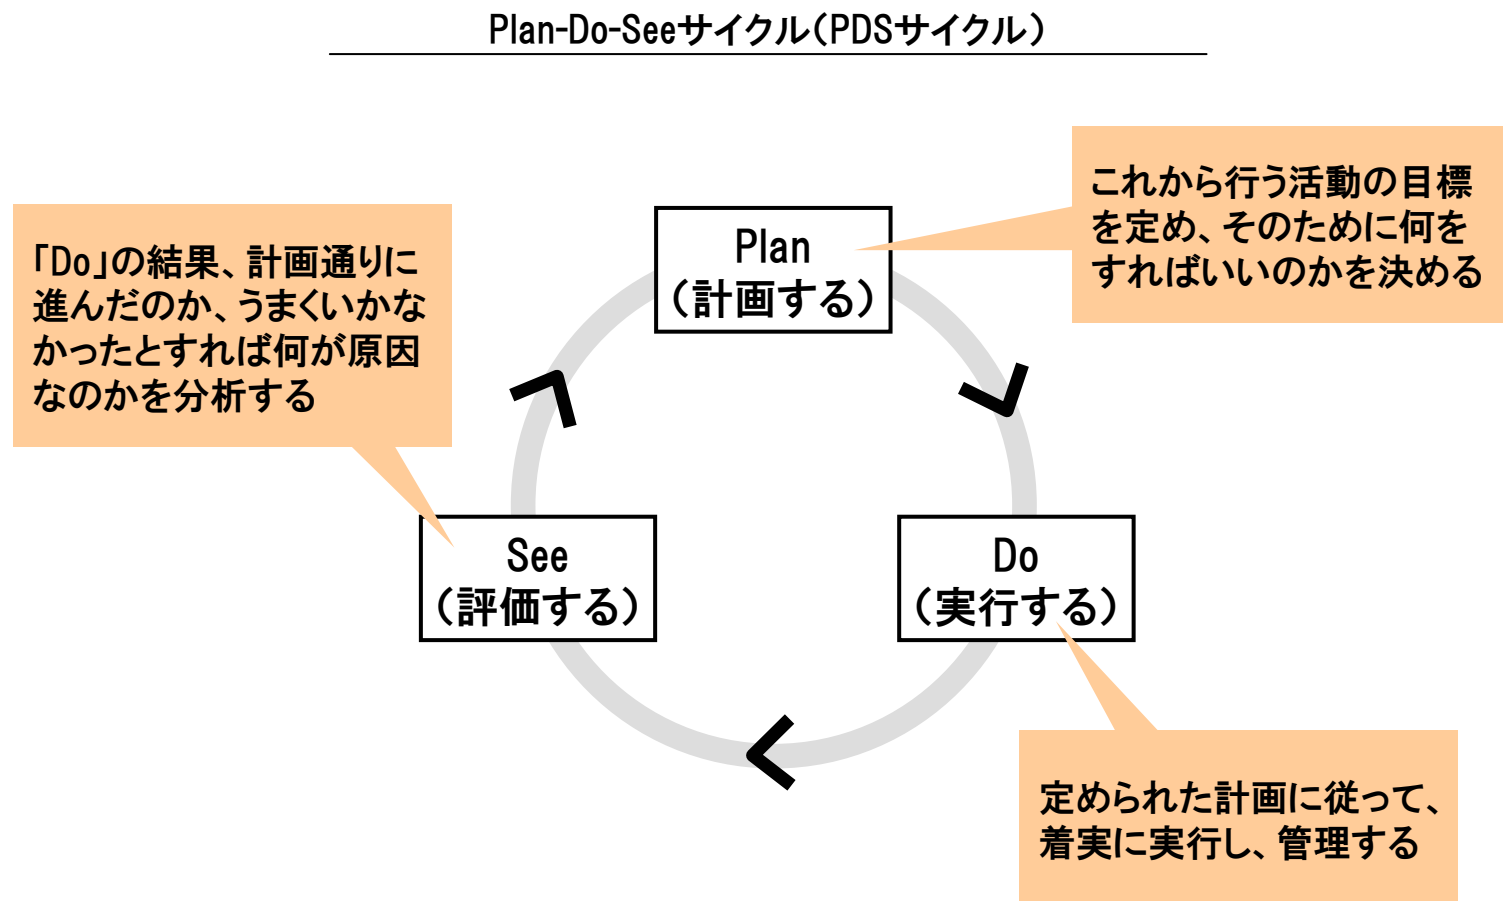 Plan-Do-Seeサイクル(PDSサイクル)
これから行う活動の目標
を定め、そのために何を
すればいいのかを決める
Plan
(計画する)
「Do」の結果、計画通りに
進んだのか、うまくいかな
かったとすれば何が原因
なのかを分析する
See
(評価する)
Do
(実行する)
定められた計画に従って、
着実に実行し、管理する